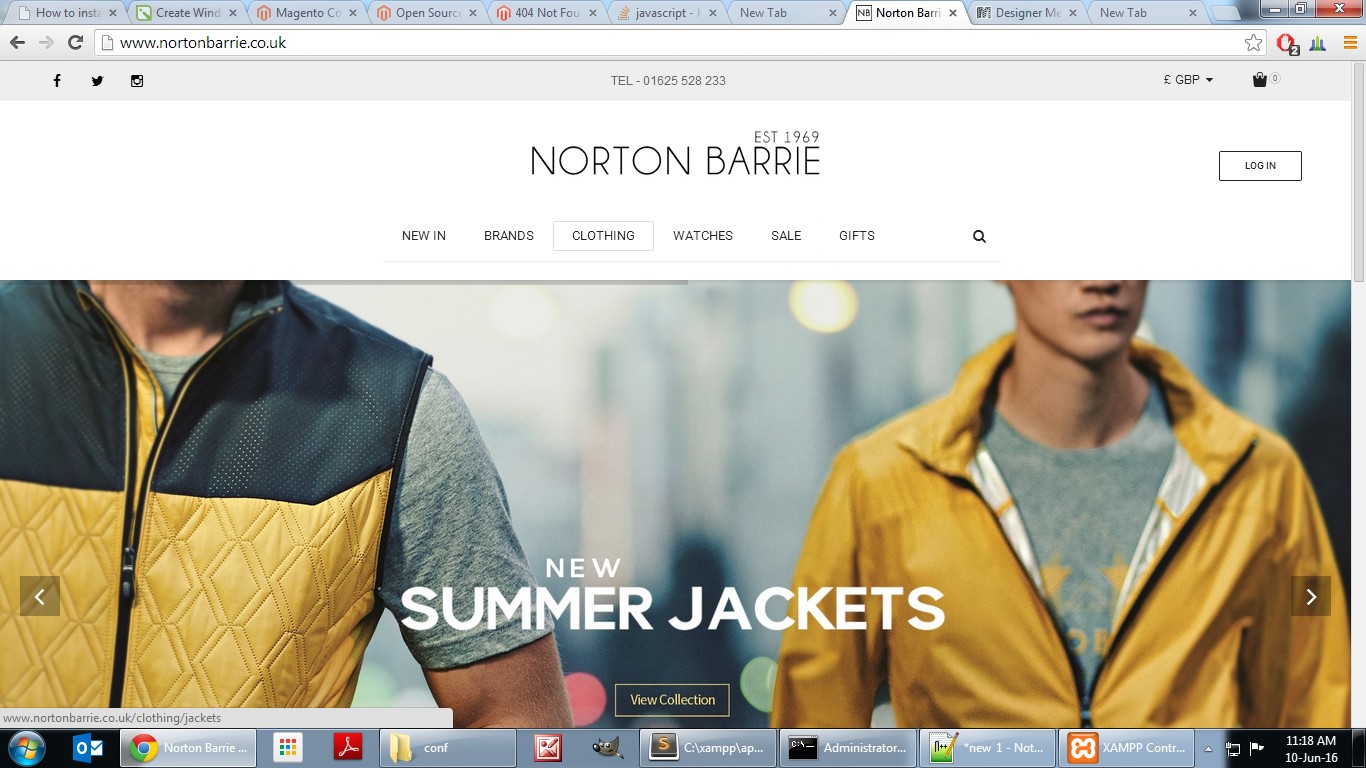 How to insta
Create Wind
Magento Co
Open Source
404 Not Fou
javascript - H
New Tab
Norton Barri
Designer Me
New Tab
www.nortonbarrie.co.uk
2
TEL - 01625 528 233
£ GBP
0
EST 1969
NORTON BARRIE
LOG IN
NEW IN
BRANDS
CLOTHING
WATCHES
SALE
GIFTS
NEW
SUMMER JACKETS
View Collection
www.nortonbarrie.co.uk/clothing/jackets
Norton Barrie ...
conf
C:\xampp\ap...
Administrator...
*new 1 - Not...
XAMPP Contr...
11:18 AM
10-Jun-16